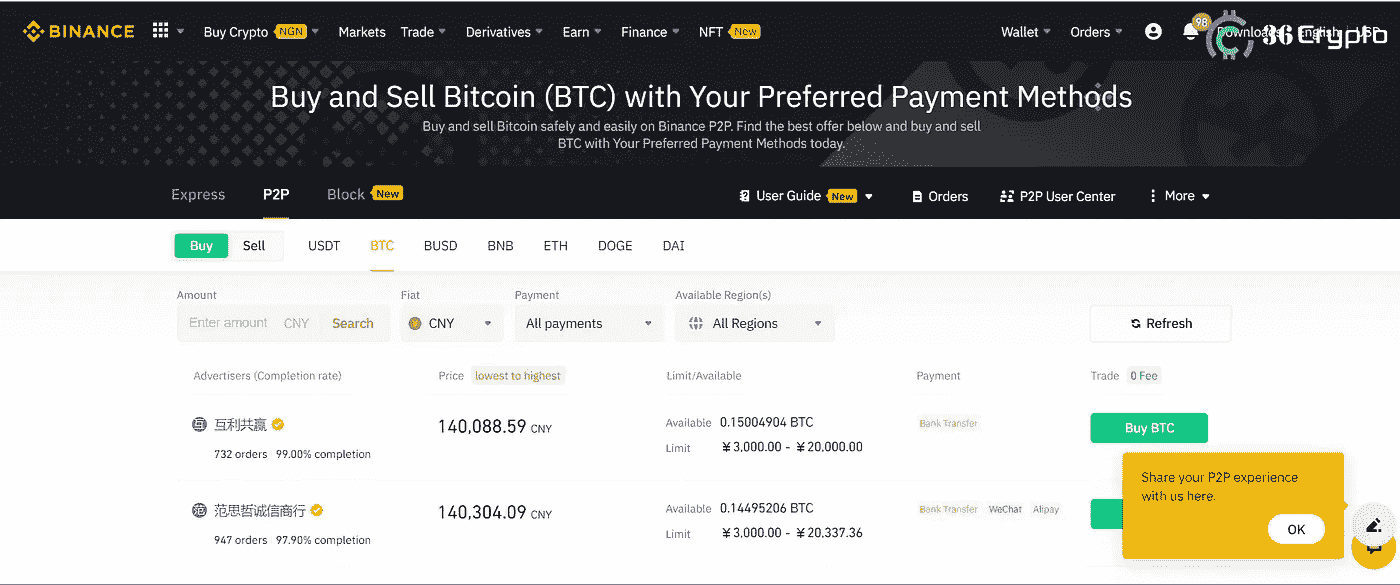 BINANCE Buy Crypto NGN Markets Trade Derivatives Earn Finance NFT New Wallet Orders 98 Downloads English USD
36Crypto
Buy and Sell Bitcoin (BTC) with Your Preferred Payment Methods
Buy and sell Bitcoin safely and easily on Binance P2P. Find the best offer below and buy and sell
BTC with Your Preferred Payment Methods today.
Express P2P Block New User Guide New Orders P2P User Center More
Buy Sell USDT BTC BUSD BNB ETH DOGE DAI
Amount Fiat Payment Available Region(s)
Enter amount CNY Search CNY All payments All Regions Refresh
Advertisers (Completion rate) Price lowest to highest Limit/Available Payment Trade 0 Fee
互 互利共赢 140,088.59 CNY Available 0.15004904 BTC Bank Transfer Buy BTC
732 orders 99.00% completion Limit ¥3,000.00 - ¥20,000.00
范 范思哲诚信商行 140,304.09 CNY Available 0.14495206 BTC Bank Transfer WeChat Alipay
947 orders 97.90% completion Limit ¥3,000.00 - ¥20,337.36
Share your P2P experience
with us here.
OK